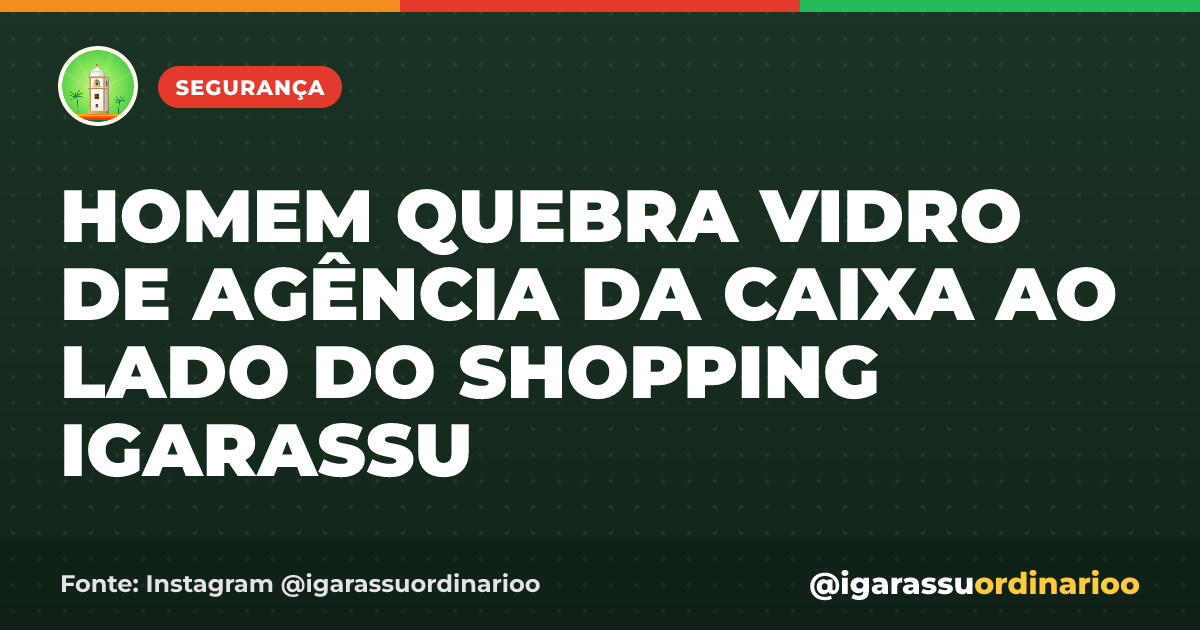 SEGURANÇA
HOMEM QUEBRA VIDRO
DE AGÊNCIA DA CAIXA AO
LADO DO SHOPPING
IGARASSU
Fonte: Instagram @igarassuordinarioo
@igarassuordinarioo